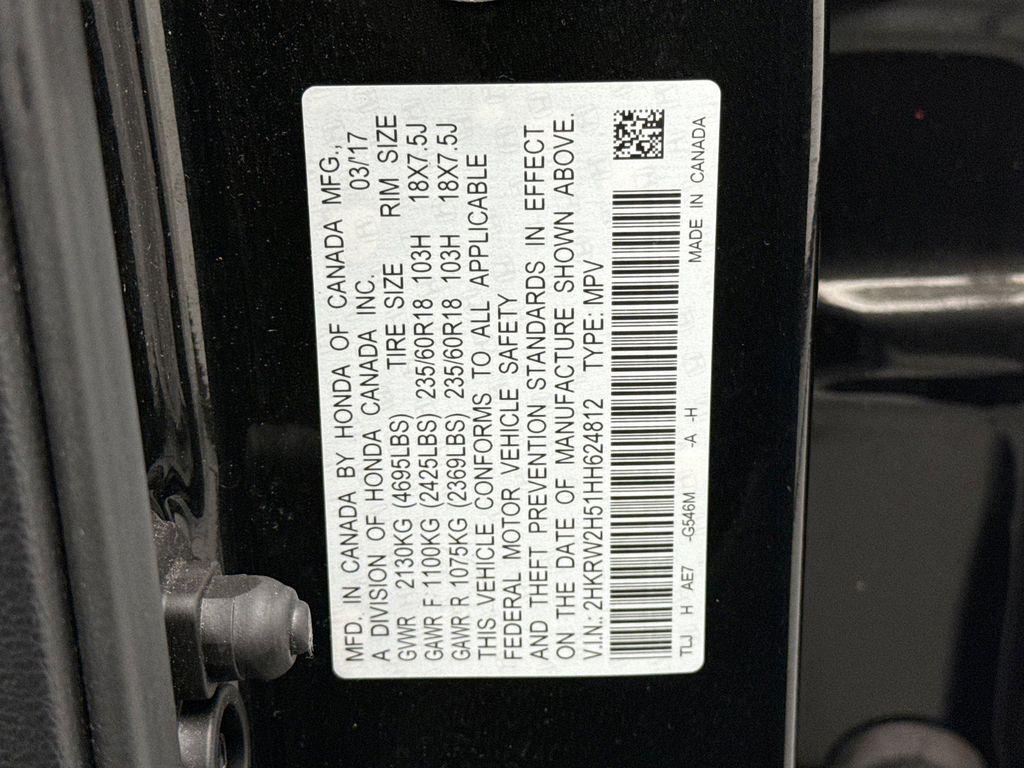 MFD. IN CANADA BY HONDA OF CANADA MFG.,
A DIVISION OF HONDA CANADA INC. 03/'17
GVWR 2130KG (4695LBS) TIRE SIZE RIM SIZE
GAWR F: 1100KG (2425LBS) 235/60R18 103H 18X7.5J
GAWR R 1075KG (2369LBS) 235/60R18 103H 18X7.5J
THIS VEHICLE CONFORMS TO ALL APPLICABLE
FEDERAL MOTOR VEHICLE SAFETY
AND THEFT PREVENTION STANDARDS IN EFFECT
ON THE DATE OF MANUFACTURE SHOWN ABOVE.
V.I.N.: 2HKRW2H51HH624812 TYPE: MPV
TLJ H AE7 -G546M -A -H MADE IN CANADA